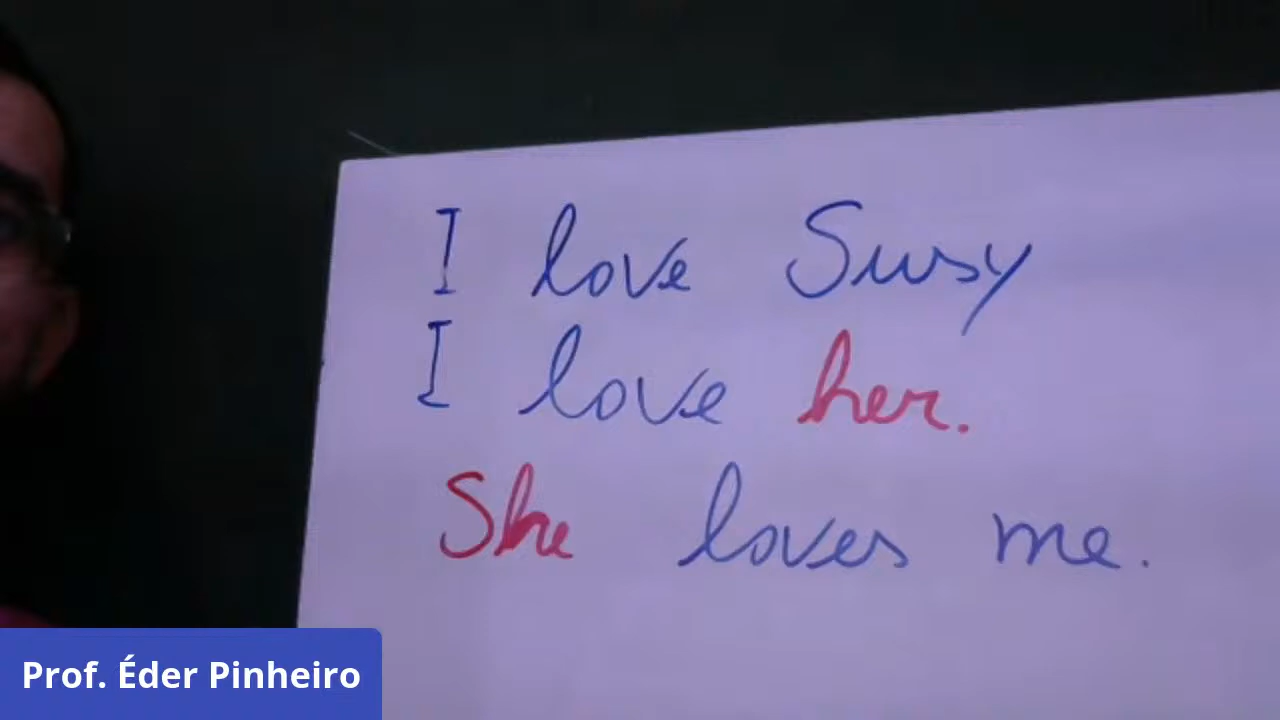 I love Susy
I love her.
She loves me.
Prof. Éder Pinheiro